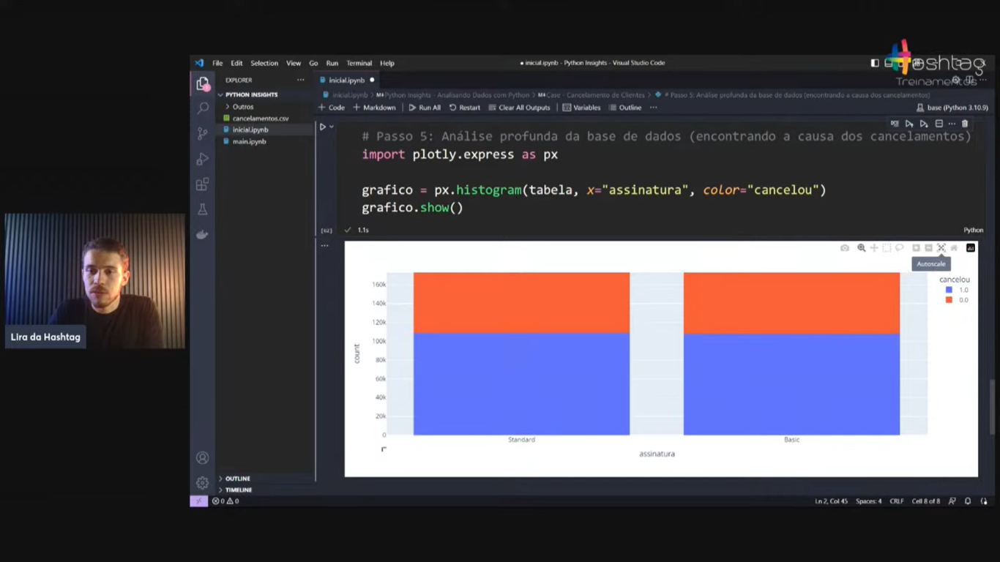 Hashtag
Treinamentos
File Edit Selection View Go Run Terminal Help
● inicial.ipynb - Python Insights - Visual Studio Code
EXPLORER
PYTHON INSIGHTS
Outros
cancelamentos.csv
inicial.ipynb
main.ipynb
OUTLINE
TIMELINE
inicial.ipynb ●
inicial.ipynb > M↓Python Insights - Analisando Dados com Python > M↓Case - Cancelamento de Clientes > # Passo 5: Análise profunda da base de dados (encontrando a causa dos cancelamentos)
+ Code + Markdown Run All Restart Clear All Outputs Variables Outline ...
base (Python 3.10.9)
# Passo 5: Análise profunda da base de dados (encontrando a causa dos cancelamentos)
import plotly.express as px
grafico = px.histogram(tabela, x="assinatura", color="cancelou")
grafico.show()
[62] ✓ 1.1s
Python
Autoscale
cancelou
1.0
0.0
160k
140k
120k
100k
80k
60k
40k
20k
0
count
Standard Basic
assinatura
Lira da Hashtag
0 0
Ln 2, Col 45 Spaces: 4 CRLF Cell 8 of 8